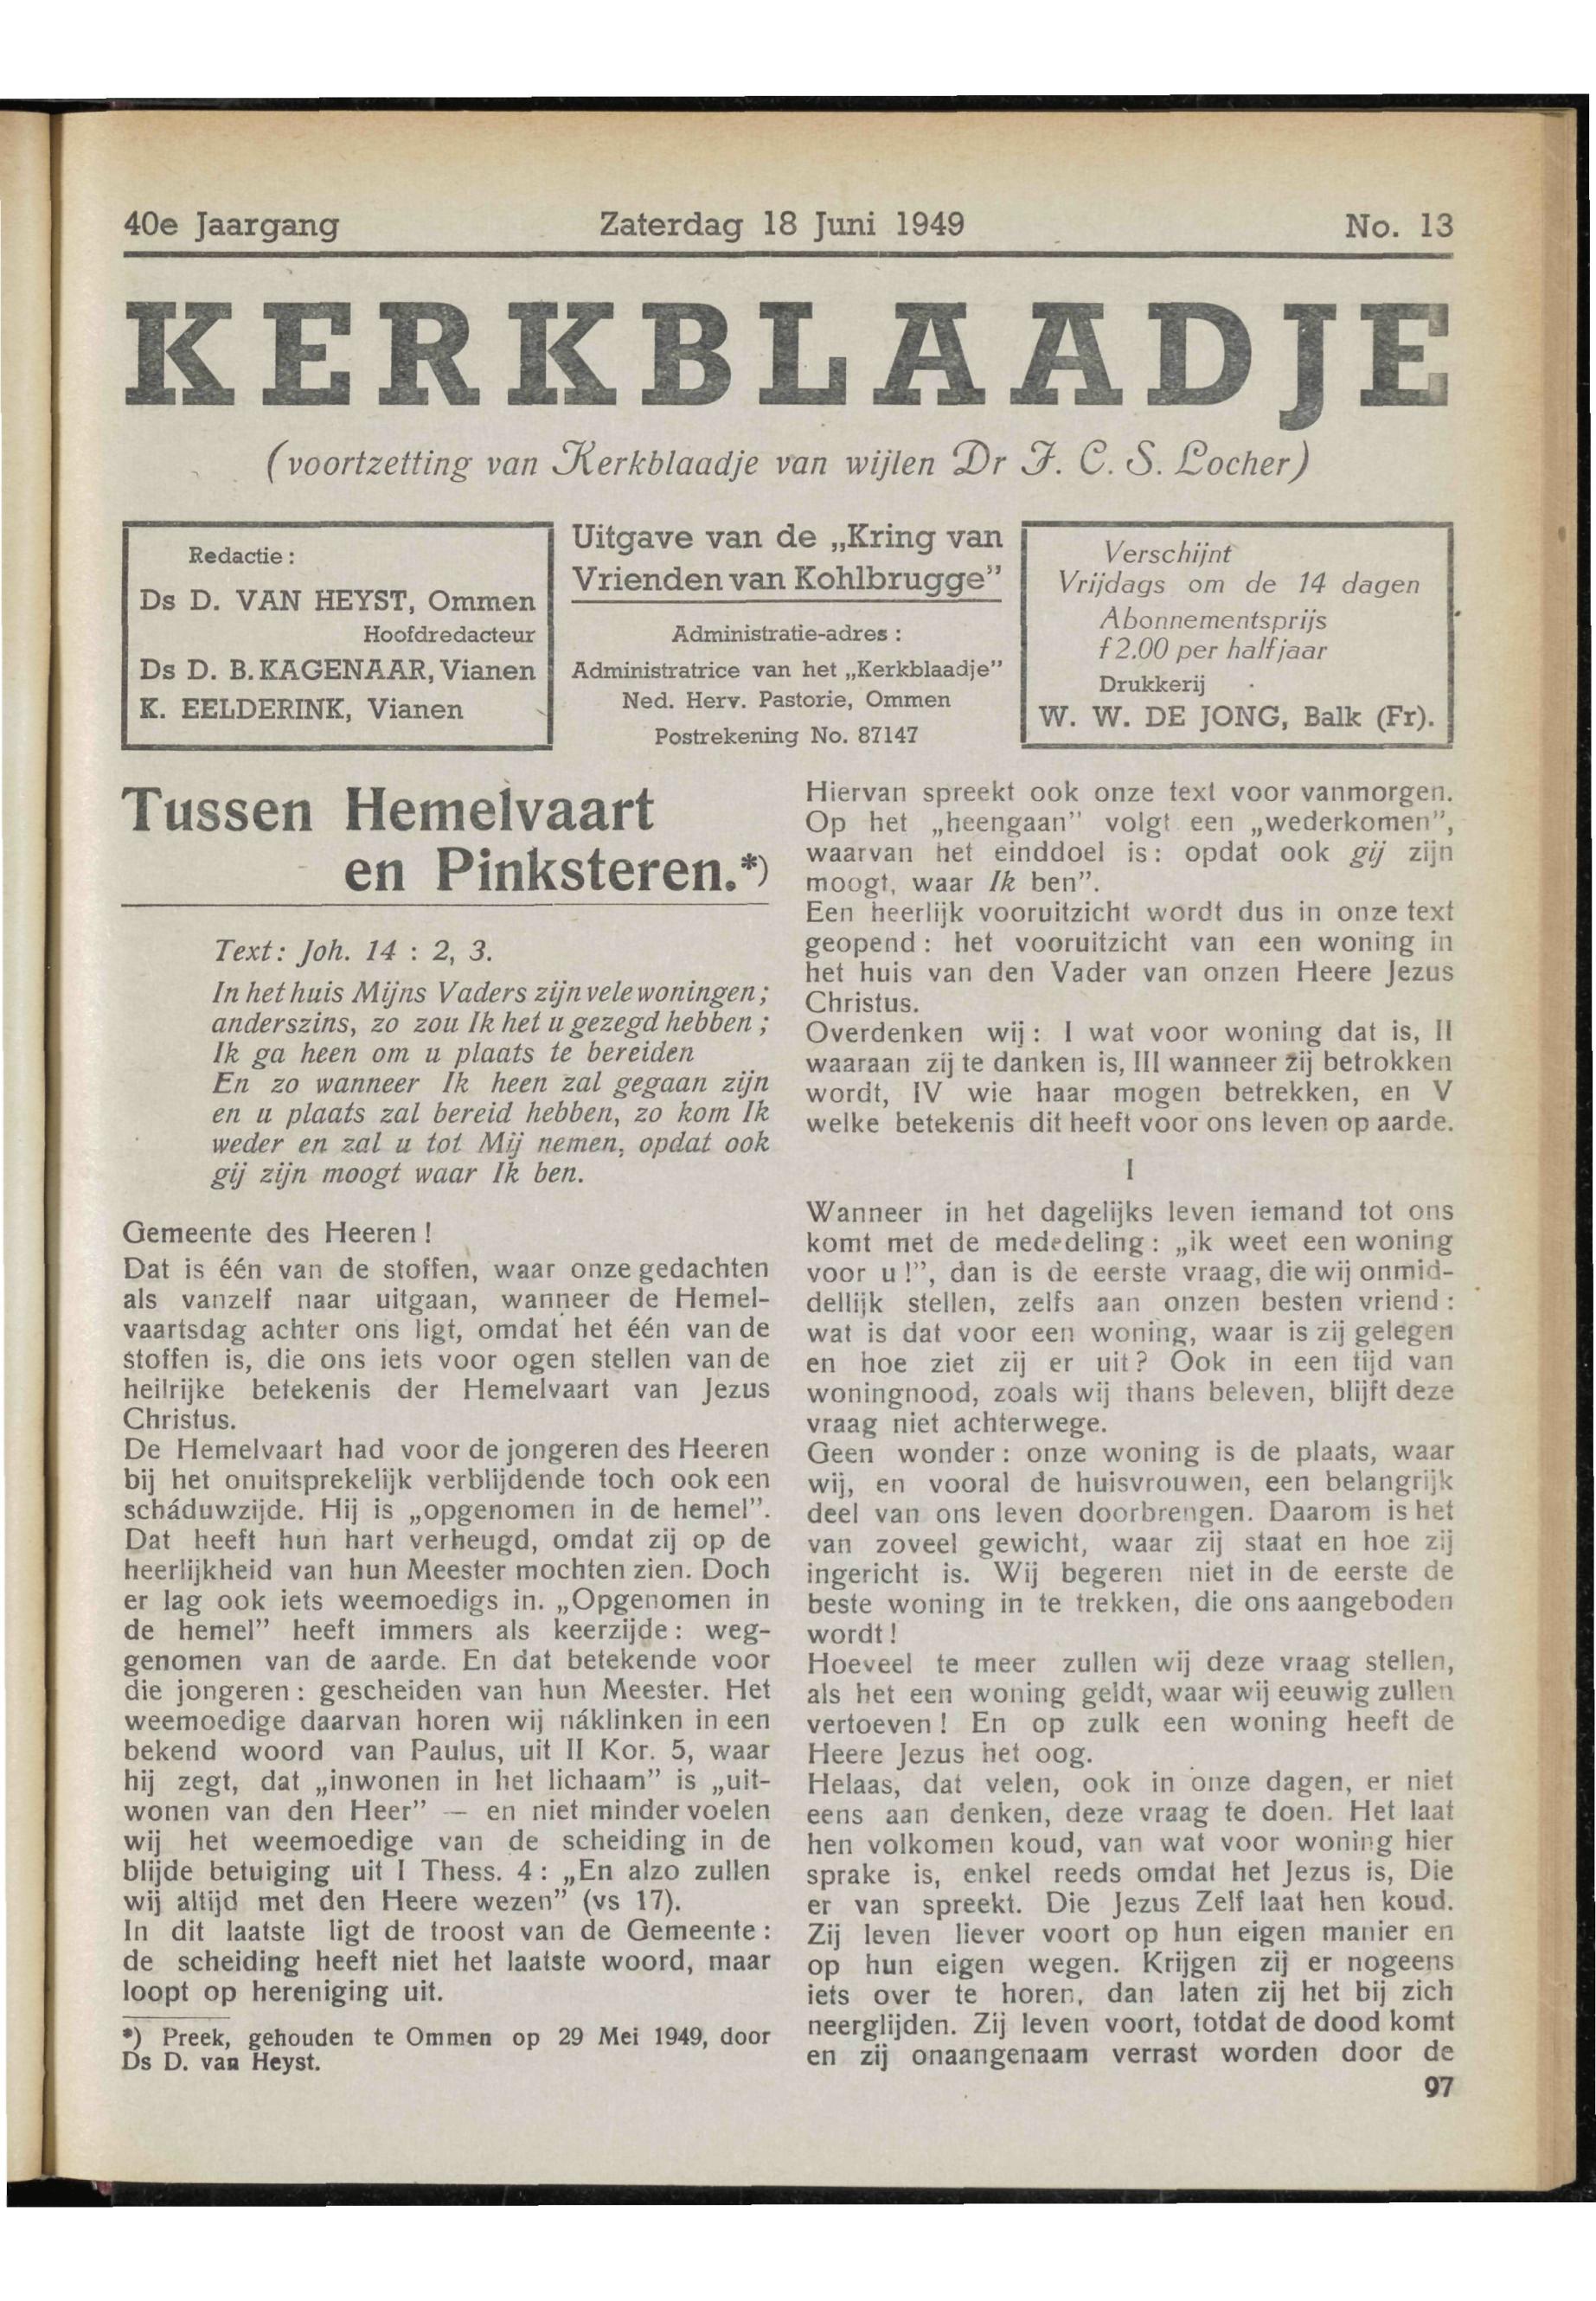 40e Jaargang Zaterdag 18 Juni 1949 No. 13
KERKBLAADJE
(voortzetting van Kerkblaadje van wijlen Dr J. C. S. Locher)
Redactie:
Ds D. VAN HEYST, Ommen
Hoofdredacteur
Ds D. B. KAGENAAR, Vianen
K. EELDERINK, Vianen
Uitgave van de „Kring van
Vrienden van Kohlbrugge”
Administratie-adres :
Administratrice van het „Kerkblaadje”
Ned. Herv. Pastorie, Ommen
Postrekening No. 87147
Verschijnt
Vrijdags om de 14 dagen
Abonnementsprijs
f 2.00 per halfjaar
Drukkerij
W. W. DE JONG, Balk (Fr).
Tussen Hemelvaart
en Pinksteren.*)
Text: Joh. 14 : 2, 3.
In het huis Mijns Vaders zijn vele woningen;
anderszins, zo zou Ik het u gezegd hebben ;
Ik ga heen om u plaats te bereiden
En zo wanneer Ik heen zal gegaan zijn
en u plaats zal bereid hebben, zo kom Ik
weder en zal u tot Mij nemen, opdat ook
gij zijn moogt waar Ik ben.
Gemeente des Heeren !
Dat is één van de stoffen, waar onze gedachten
als vanzelf naar uitgaan, wanneer de Hemel-
vaartsdag achter ons ligt, omdat het één van de
stoffen is, die ons iets voor ogen stellen van de
heilrijke betekenis der Hemelvaart van Jezus
Christus.
De Hemelvaart had voor de jongeren des Heeren
bij het onuitsprekelijk verblijdende toch ook een
scháduwzijde. Hij is „opgenomen in de hemel”.
Dat heeft hun hart verheugd, omdat zij op de
heerlijkheid van hun Meester mochten zien. Doch
er lag ook iets weemoedigs in. „Opgenomen in
de hemel” heeft immers als keerzijde : weg-
genomen van de aarde. En dat betekende voor
die jongeren : gescheiden van hun Meester. Het
weemoedige daarvan horen wij náklinken in een
bekend woord van Paulus, uit II Kor. 5, waar
hij zegt, dat „inwonen in het lichaam” is „uit-
wonen van den Heer” — en niet minder voelen
wij het weemoedige van de scheiding in de
blijde betuiging uit I Thess. 4 : „En alzo zullen
wij altijd met den Heere wezen” (vs 17).
In dit laatste ligt de troost van de Gemeente :
de scheiding heeft niet het laatste woord, maar
loopt op hereniging uit.
*) Preek, gehouden te Ommen op 29 Mei 1949, door
Ds D. van Heyst.
Hiervan spreekt ook onze text voor vanmorgen.
Op het „heengaan” volgt een „wederkomen”,
waarvan het einddoel is : opdat ook gij zijn
moogt, waar Ik ben”.
Een heerlijk vooruitzicht wordt dus in onze text
geopend : het vooruitzicht van een woning in
het huis van den Vader van onzen Heere Jezus
Christus.
Overdenken wij : I wat voor woning dat is, II
waaraan zij te danken is, III wanneer zij betrokken
wordt, IV wie haar mogen betrekken, en V
welke betekenis dit heeft voor ons leven op aarde.
I
Wanneer in het dagelijks leven iemand tot ons
komt met de mededeling : „ik weet een woning
voor u !”, dan is de eerste vraag, die wij onmid-
dellijk stellen, zelfs aan onzen besten vriend :
wat is dat voor een woning, waar is zij gelegen
en hoe ziet zij er uit ? Ook in een tijd van
woningnood, zoals wij thans beleven, blijft deze
vraag niet achterwege.
Geen wonder : onze woning is de plaats, waar
wij, en vooral de huisvrouwen, een belangrijk
deel van ons leven doorbrengen. Daarom is het
van zoveel gewicht, waar zij staat en hoe zij
ingericht is. Wij begeren niet in de eerste de
beste woning in te trekken, die ons aangeboden
wordt !
Hoeveel te meer zullen wij deze vraag stellen,
als het een woning geldt, waar wij eeuwig zullen
vertoeven ! En op zulk een woning heeft de
Heere Jezus het oog.
Helaas, dat velen, ook in onze dagen, er niet
eens aan denken, deze vraag te doen. Het laat
hen volkomen koud, van wat voor woning hier
sprake is, enkel reeds omdat het Jezus is, Die
er van spreekt. Die Jezus Zelf laat hen koud.
Zij leven liever voort op hun eigen manier en
op hun eigen wegen. Krijgen zij er nogeens
iets over te horen, dan laten zij het bij zich
neerglijden. Zij leven voort, totdat de dood komt
en zij onaangenaam verrast worden door de
97